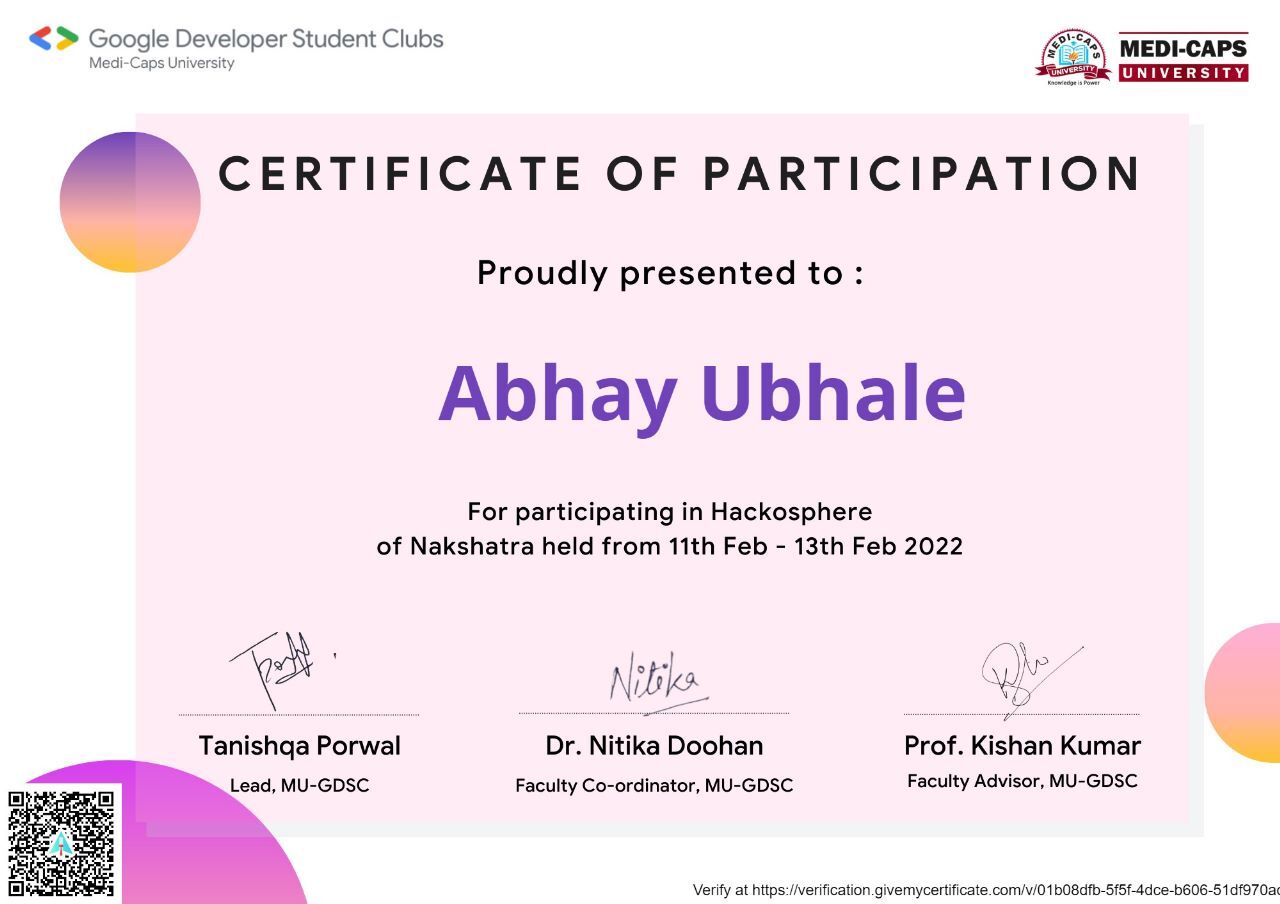 Google Developer Student Clubs
Medi-Caps University
MEDI-CAPS
UNIVERSITY
Knowledge is Power
MEDI-CAPS
UNIVERSITY
CERTIFICATE OF PARTICIPATION
Proudly presented to :
Abhay Ubhale
For participating in Hackosphere
of Nakshatra held from 11th Feb - 13th Feb 2022
Nitika
Tanishqa Porwal
Dr. Nitika Doohan
Prof. Kishan Kumar
Lead, MU-GDSC
Faculty Co-ordinator, MU-GDSC
Faculty Advisor, MU-GDSC
Verify at https://verification.givemycertificate.com/v/01b08dfb-5f5f-4dce-b606-51df970a